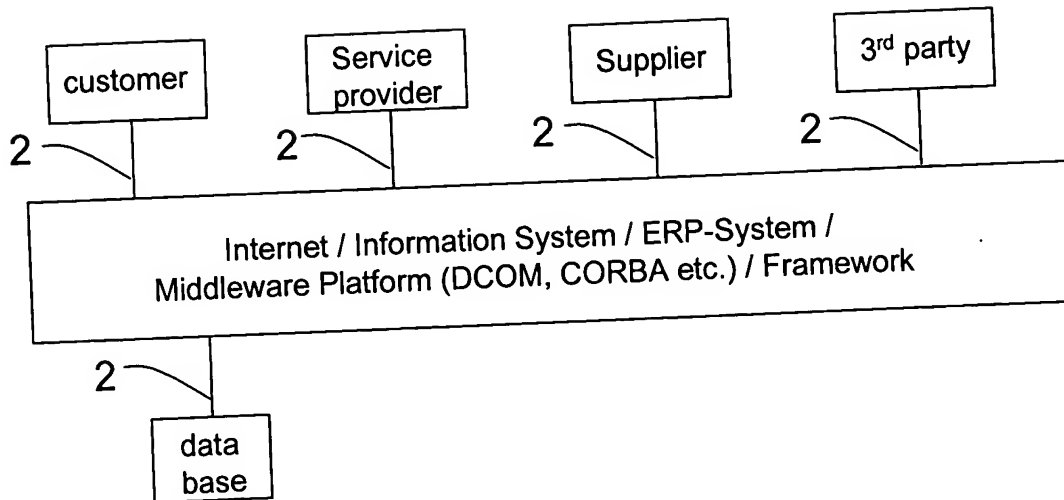 customer
Service
provider
Supplier
3rd party
2
2
2
2
Internet / Information System / ERP-System /
Middleware Platform (DCOM, CORBA etc.) / Framework
2
data
base